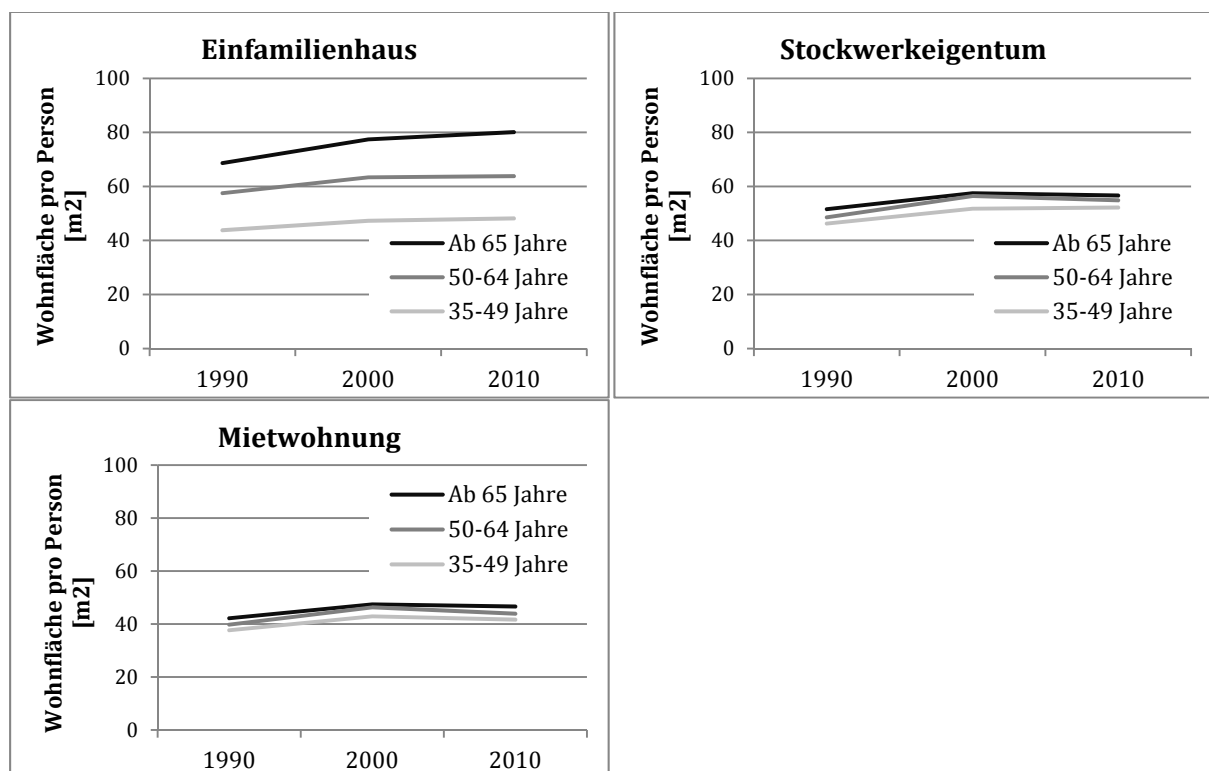 Einfamilienhaus
Wohnfläche pro Person
[m2]
100
80
60
40
20
0
Ab 65 Jahre
50-64 Jahre
35-49 Jahre
1990 2000 2010
Stockwerkeigentum
Wohnfläche pro Person
[m2]
100
80
60
40
20
0
Ab 65 Jahre
50-64 Jahre
35-49 Jahre
1990 2000 2010
Mietwohnung
Wohnfläche pro Person
[m2]
100
80
60
40
20
0
Ab 65 Jahre
50-64 Jahre
35-49 Jahre
1990 2000 2010